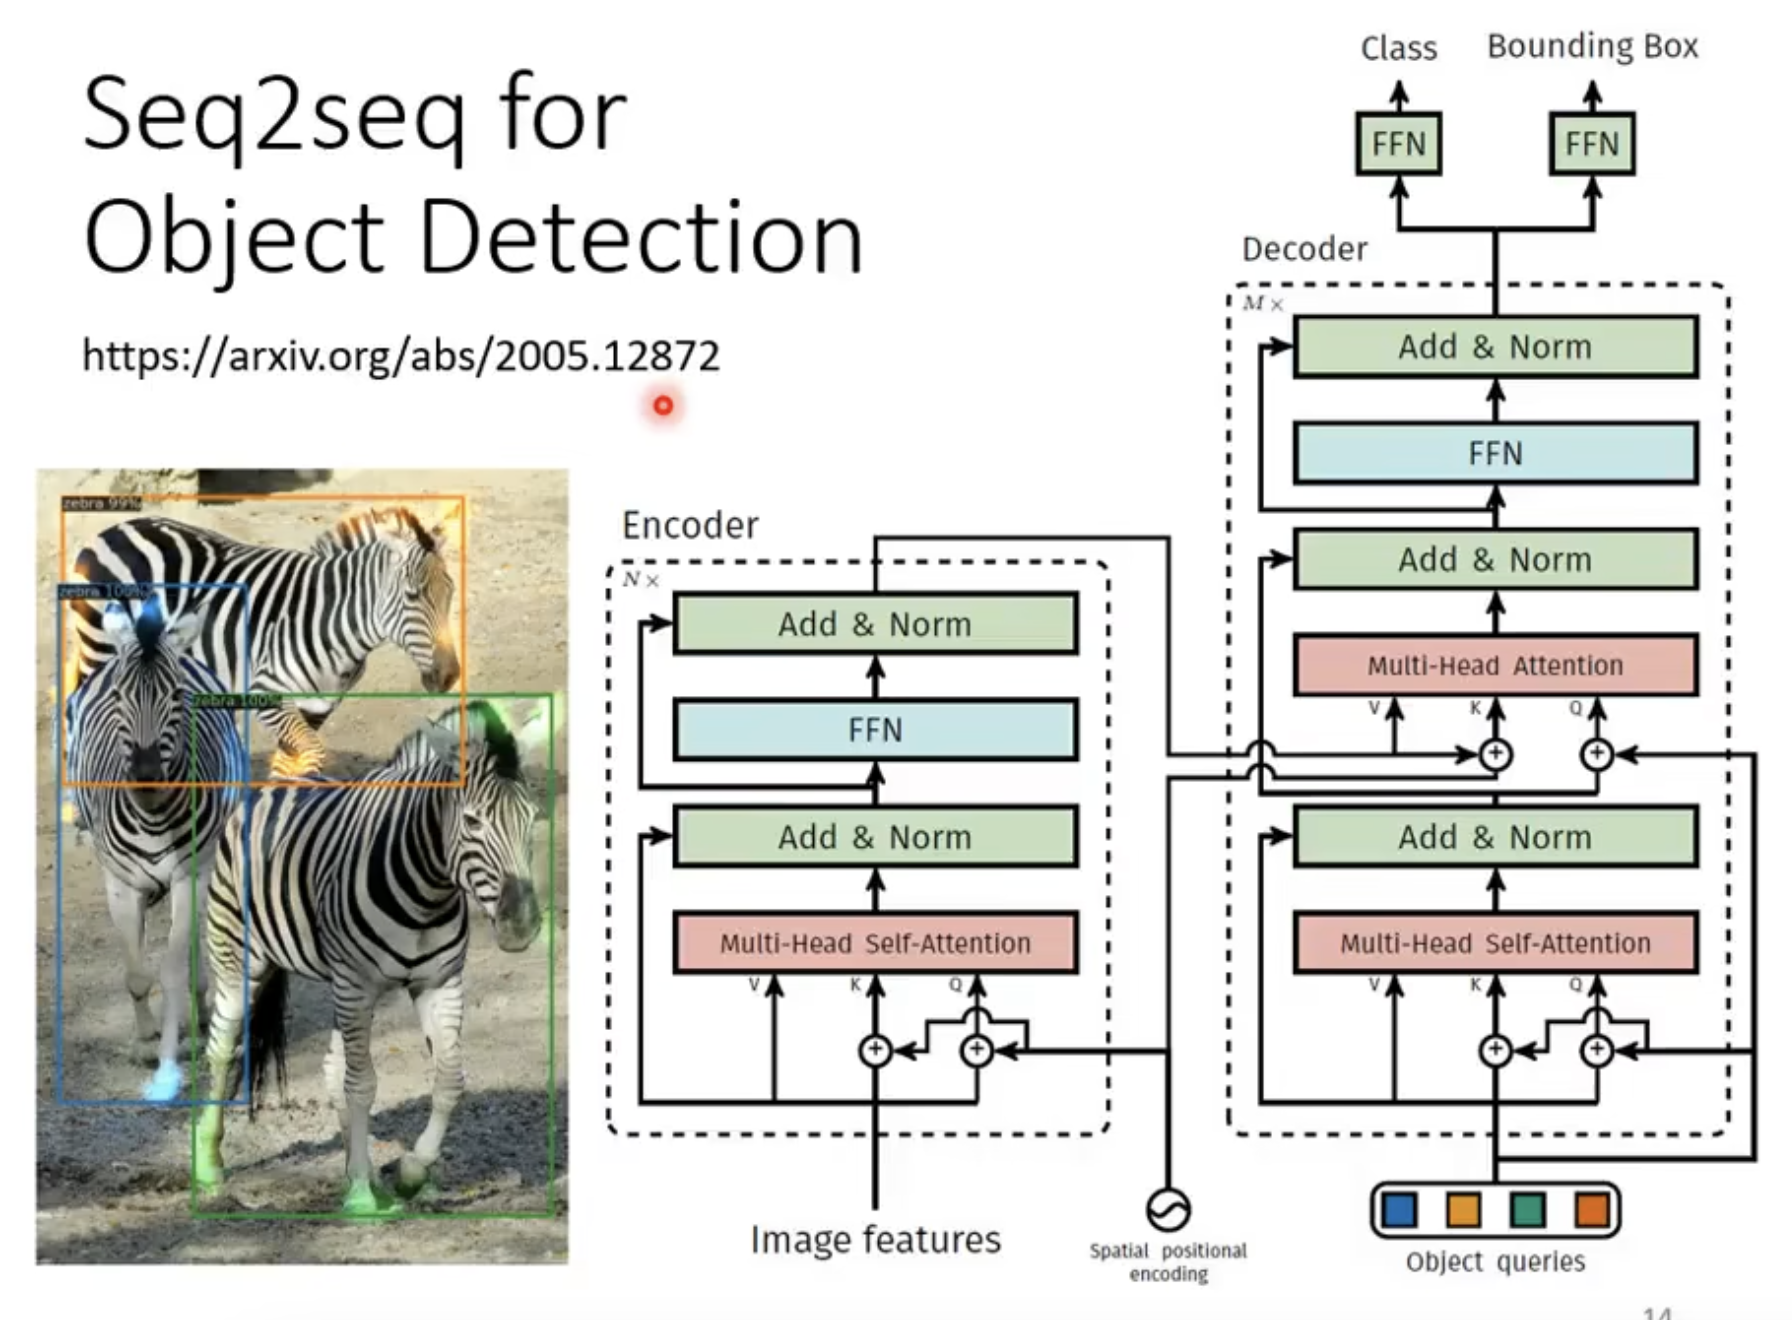 Seq2seq for
Object Detection
https://arxiv.org/abs/2005.12872
zebra 99%
zebra 100%
zebra 100%
Encoder
N ×
Add & Norm
FFN
Add & Norm
Multi-Head Self-Attention
V K Q
Image features
Spatial positional
encoding
Class Bounding Box
FFN FFN
Decoder
M ×
Add & Norm
FFN
Add & Norm
Multi-Head Attention
V K Q
Add & Norm
Multi-Head Self-Attention
V K Q
Object queries
14